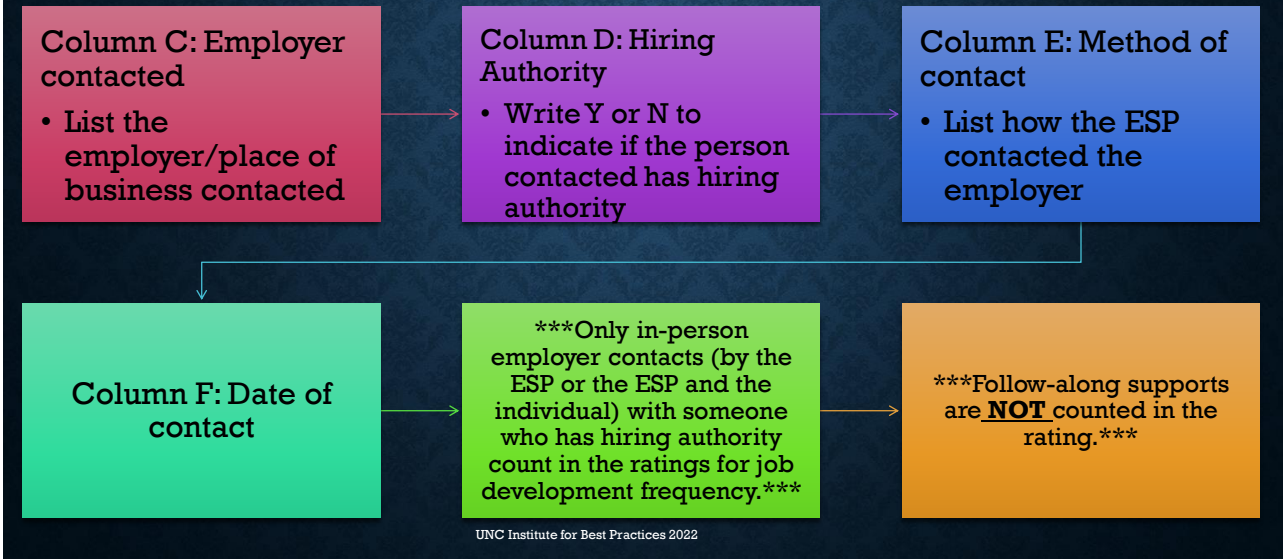 Column C: Employer
contacted
• List the
employer/place of
business contacted
Column D: Hiring
Authority
• Write Y or N to
indicate if the person
contacted has hiring
authority
Column E: Method of
contact
• List how the ESP
contacted the
employer
Column F: Date of
contact
***Only in-person
employer contacts (by the
ESP or the ESP and the
individual) with someone
who has hiring authority
count in the ratings for job
development frequency.***
***Follow-along supports
are NOT counted in the
rating.***
UNC Institute for Best Practices 2022